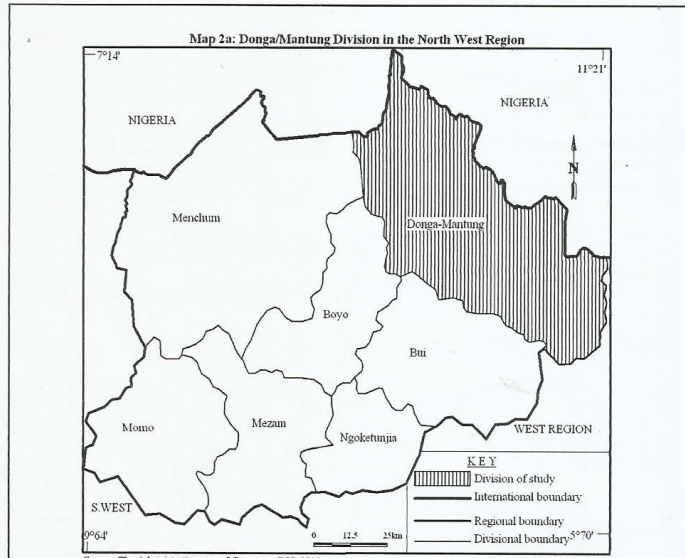 Map 2a: Donga/Mantung Division in the North West Region
7°14'
11°21'
NIGERIA
NIGERIA
N
Menchum
Donga-Mantung
Boyo
Bui
Momo
Mezam
Ngoketunjia
WEST REGION
S.WEST
KEY
Division of study
International boundary
Regional boundary
Divisional boundary
9°64
0 12.5 25km
5°70